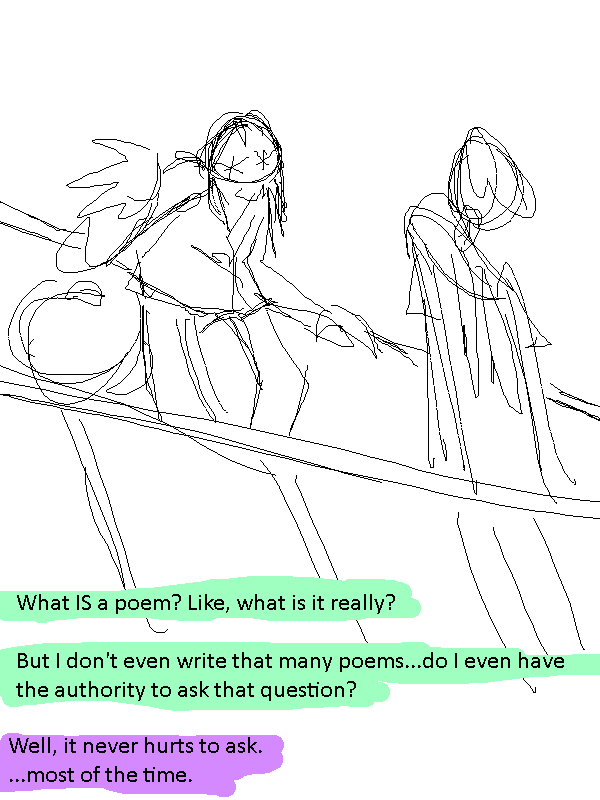 What IS a poem? Like, what is it really?
But I don't even write that many poems...do I even have
the authority to ask that question?
Well, it never hurts to ask.
...most of the time.